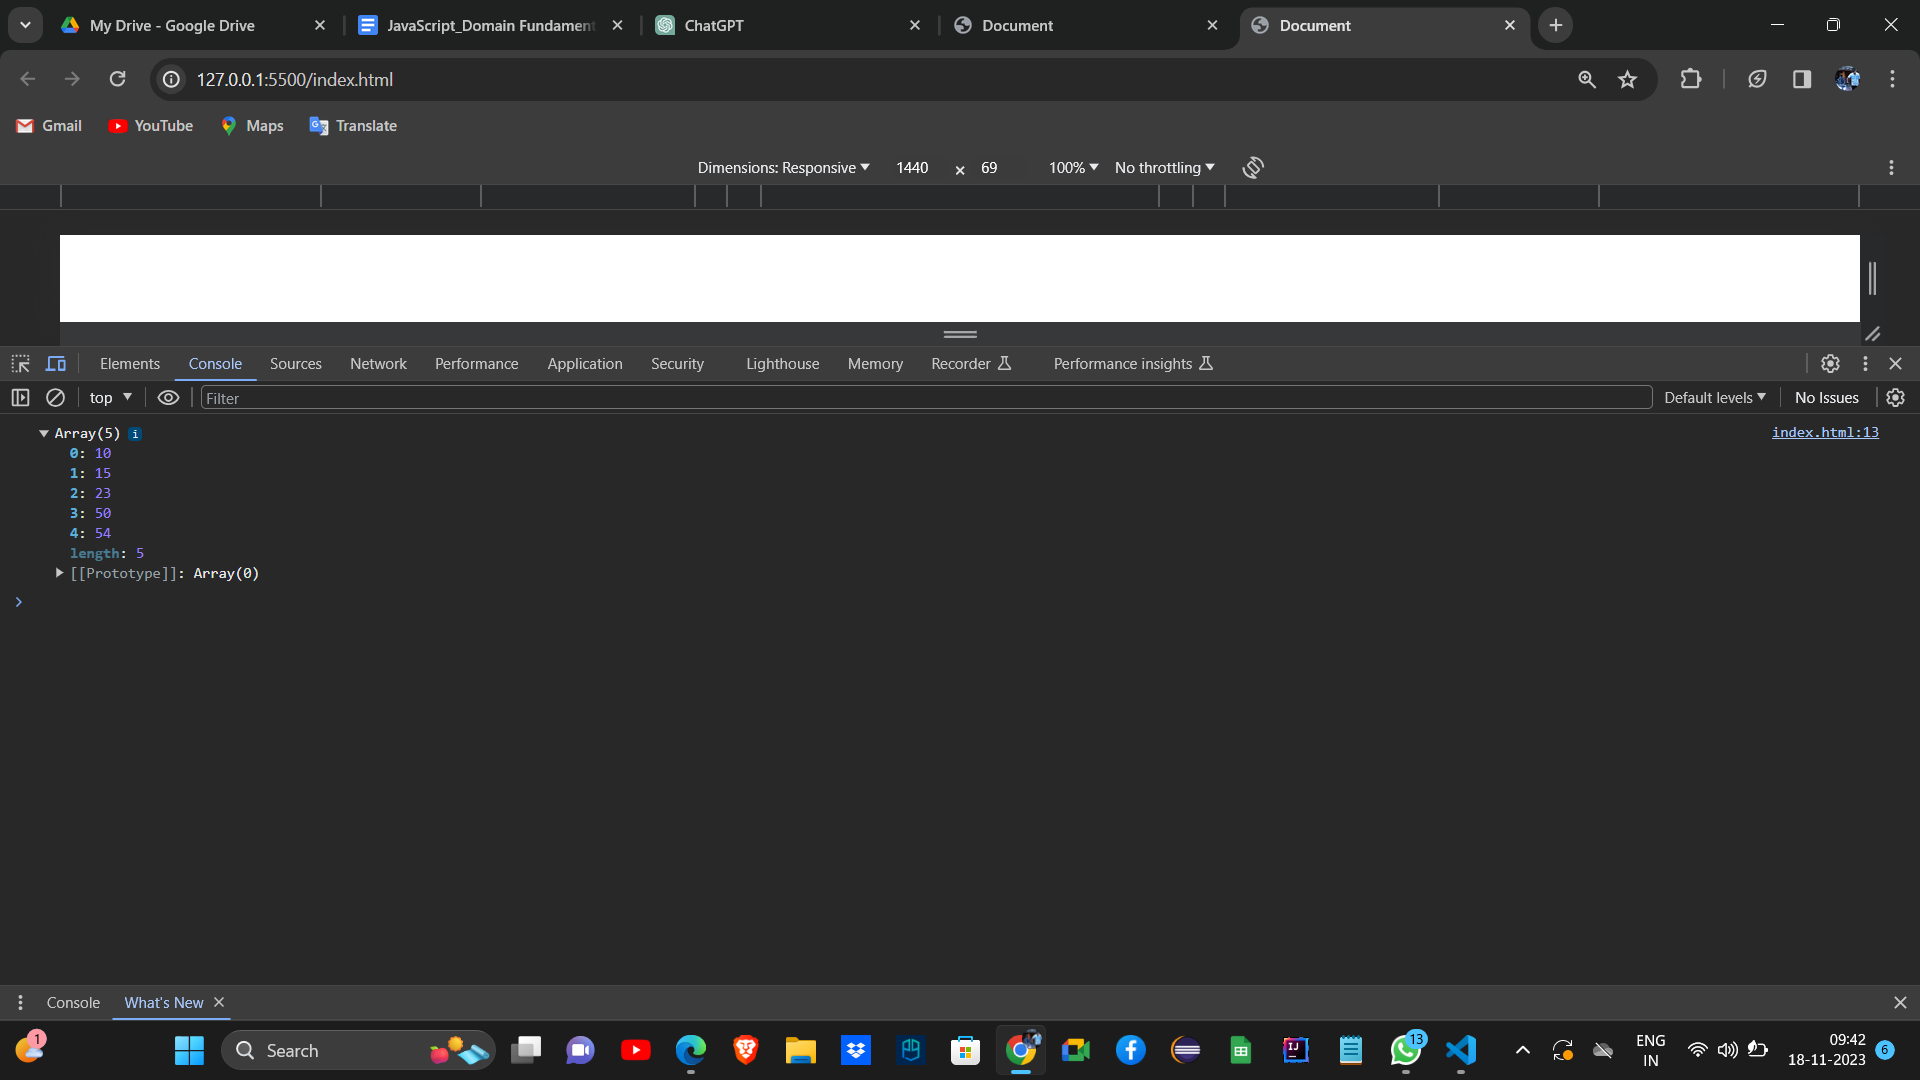 My Drive - Google Drive
JavaScript_Domain Fundament
ChatGPT
Document
Document
127.0.0.1:5500/index.html
Gmail
YouTube
Maps
Translate
Dimensions: Responsive
1440
×
69
100%
No throttling
Elements
Console
Sources
Network
Performance
Application
Security
Lighthouse
Memory
Recorder
Performance insights
top
Filter
Default levels
No Issues
Array(5) i
index.html:13
0: 10
1: 15
2: 23
3: 50
4: 54
length: 5
[[Prototype]]: Array(0)
Console
What's New
1
Search
IJ
13
ENG
IN
09:42
18-11-2023
6